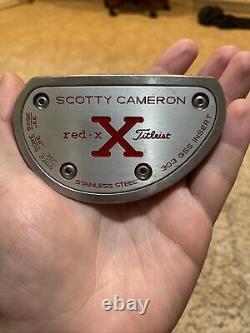 SCOTTY CAMERON
red·x X Titleist
303 GSS INSERT
STAINLESS STEEL